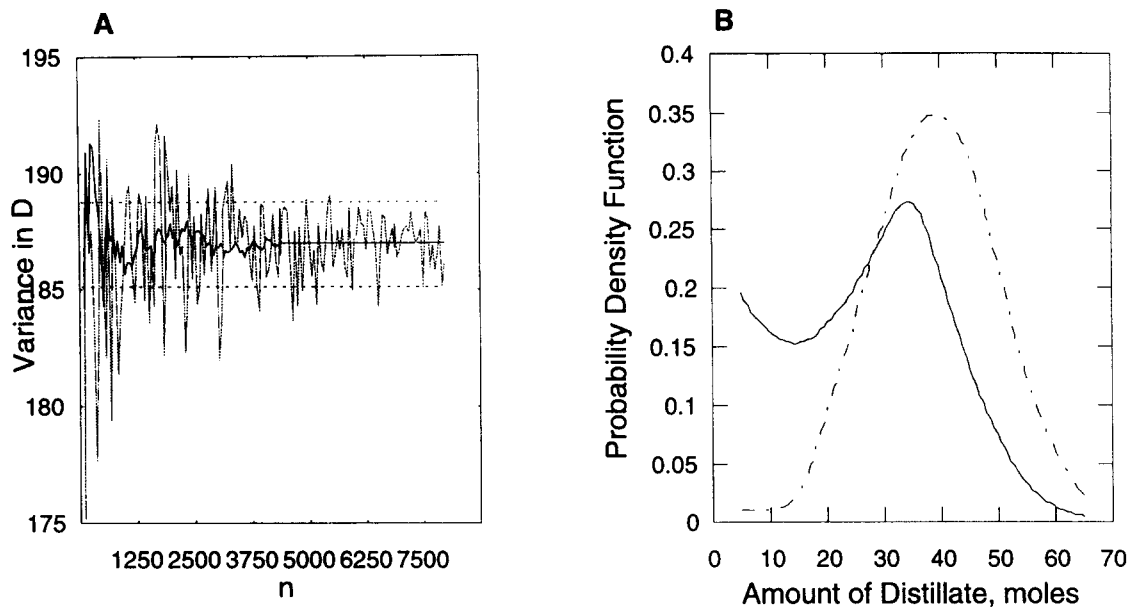 A
195
190
185
180
175
Variance in D
1250 2500 3750 5000 6250 7500
n
B
0.4
0.35
0.3
0.25
0.2
0.15
0.1
0.05
0
Probability Density Function
0 10 20 30 40 50 60 70
Amount of Distillate, moles